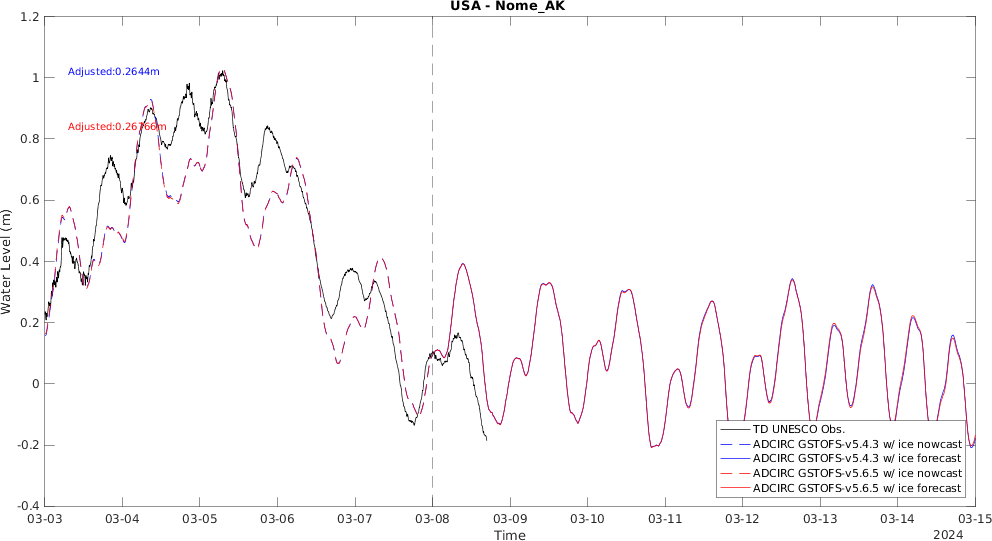 USA - Nome_AK
1.2
1
0.8
0.6
0.4
0.2
0
-0.2
-0.4
Water Level (m)
Adjusted:0.2644m
Adjusted:0.26766m
TD UNESCO Obs.
ADCIRC GSTOFS-v5.4.3 w/ ice nowcast
ADCIRC GSTOFS-v5.4.3 w/ ice forecast
ADCIRC GSTOFS-v5.6.5 w/ ice nowcast
ADCIRC GSTOFS-v5.6.5 w/ ice forecast
03-03 03-04 03-05 03-06 03-07 03-08 03-09 03-10 03-11 03-12 03-13 03-14 03-15
Time
2024